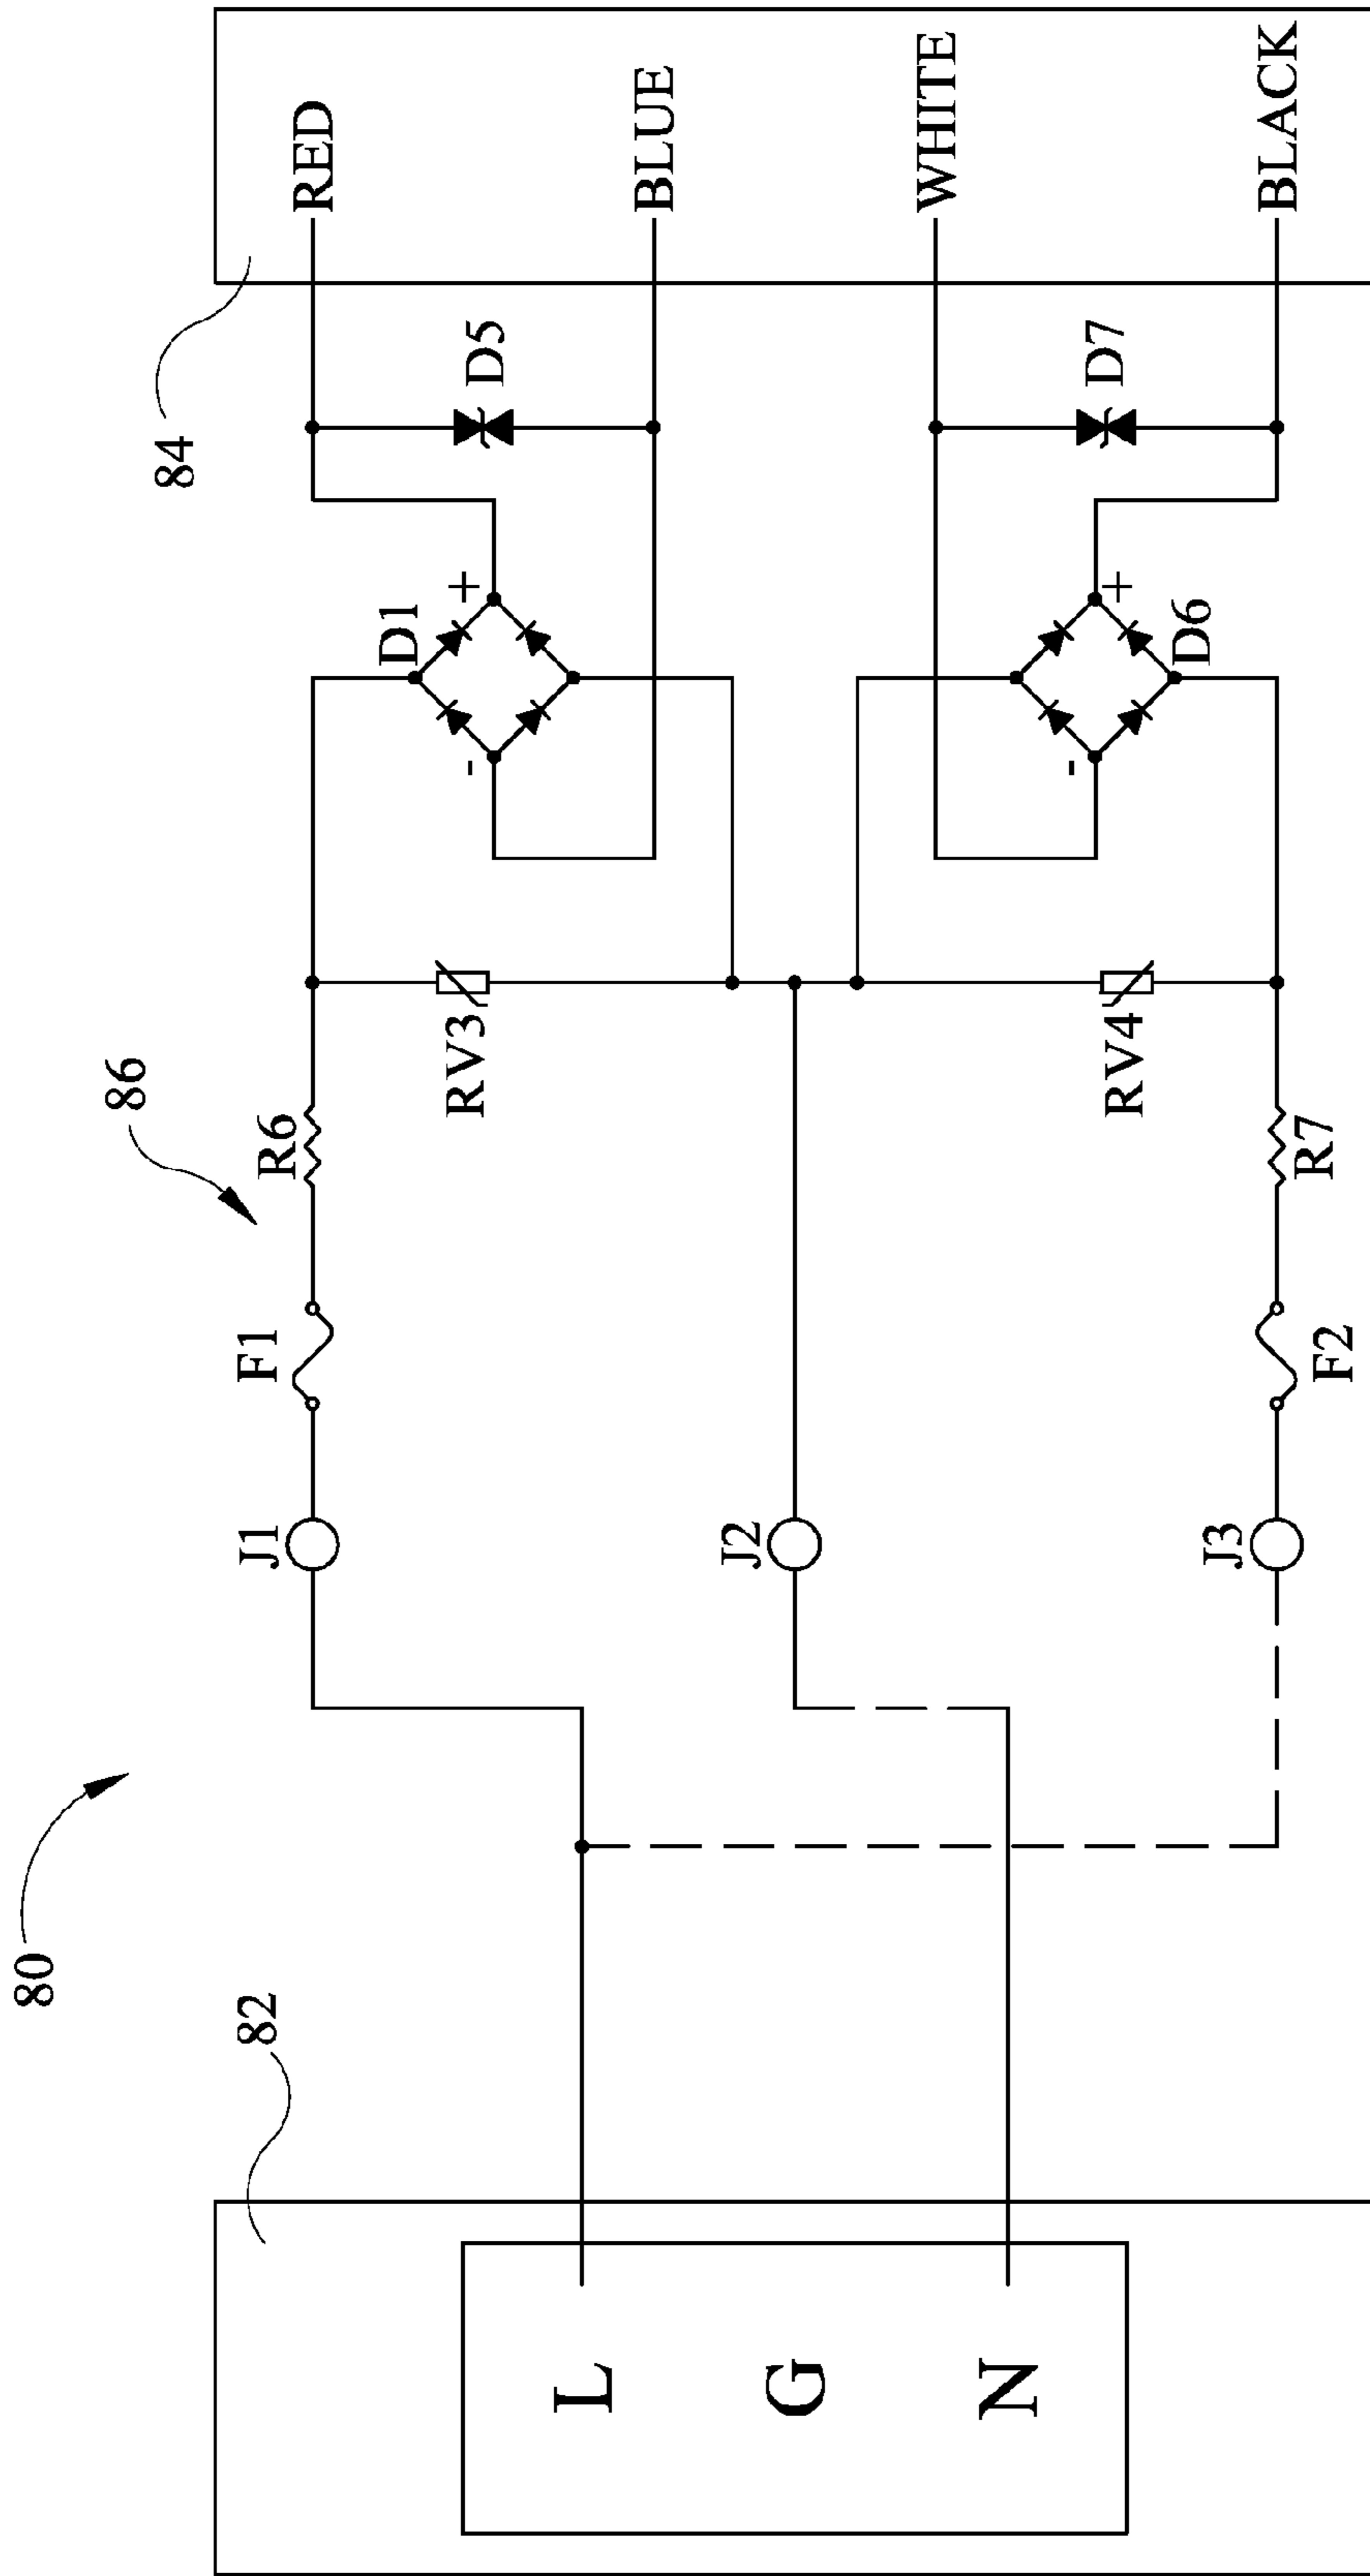 80
82
L
G
N
J1
J2
J3
F1
F2
86
R6
R7
RV3
RV4
D1
+
-
D6
+
-
D5
D7
84
RED
BLUE
WHITE
BLACK